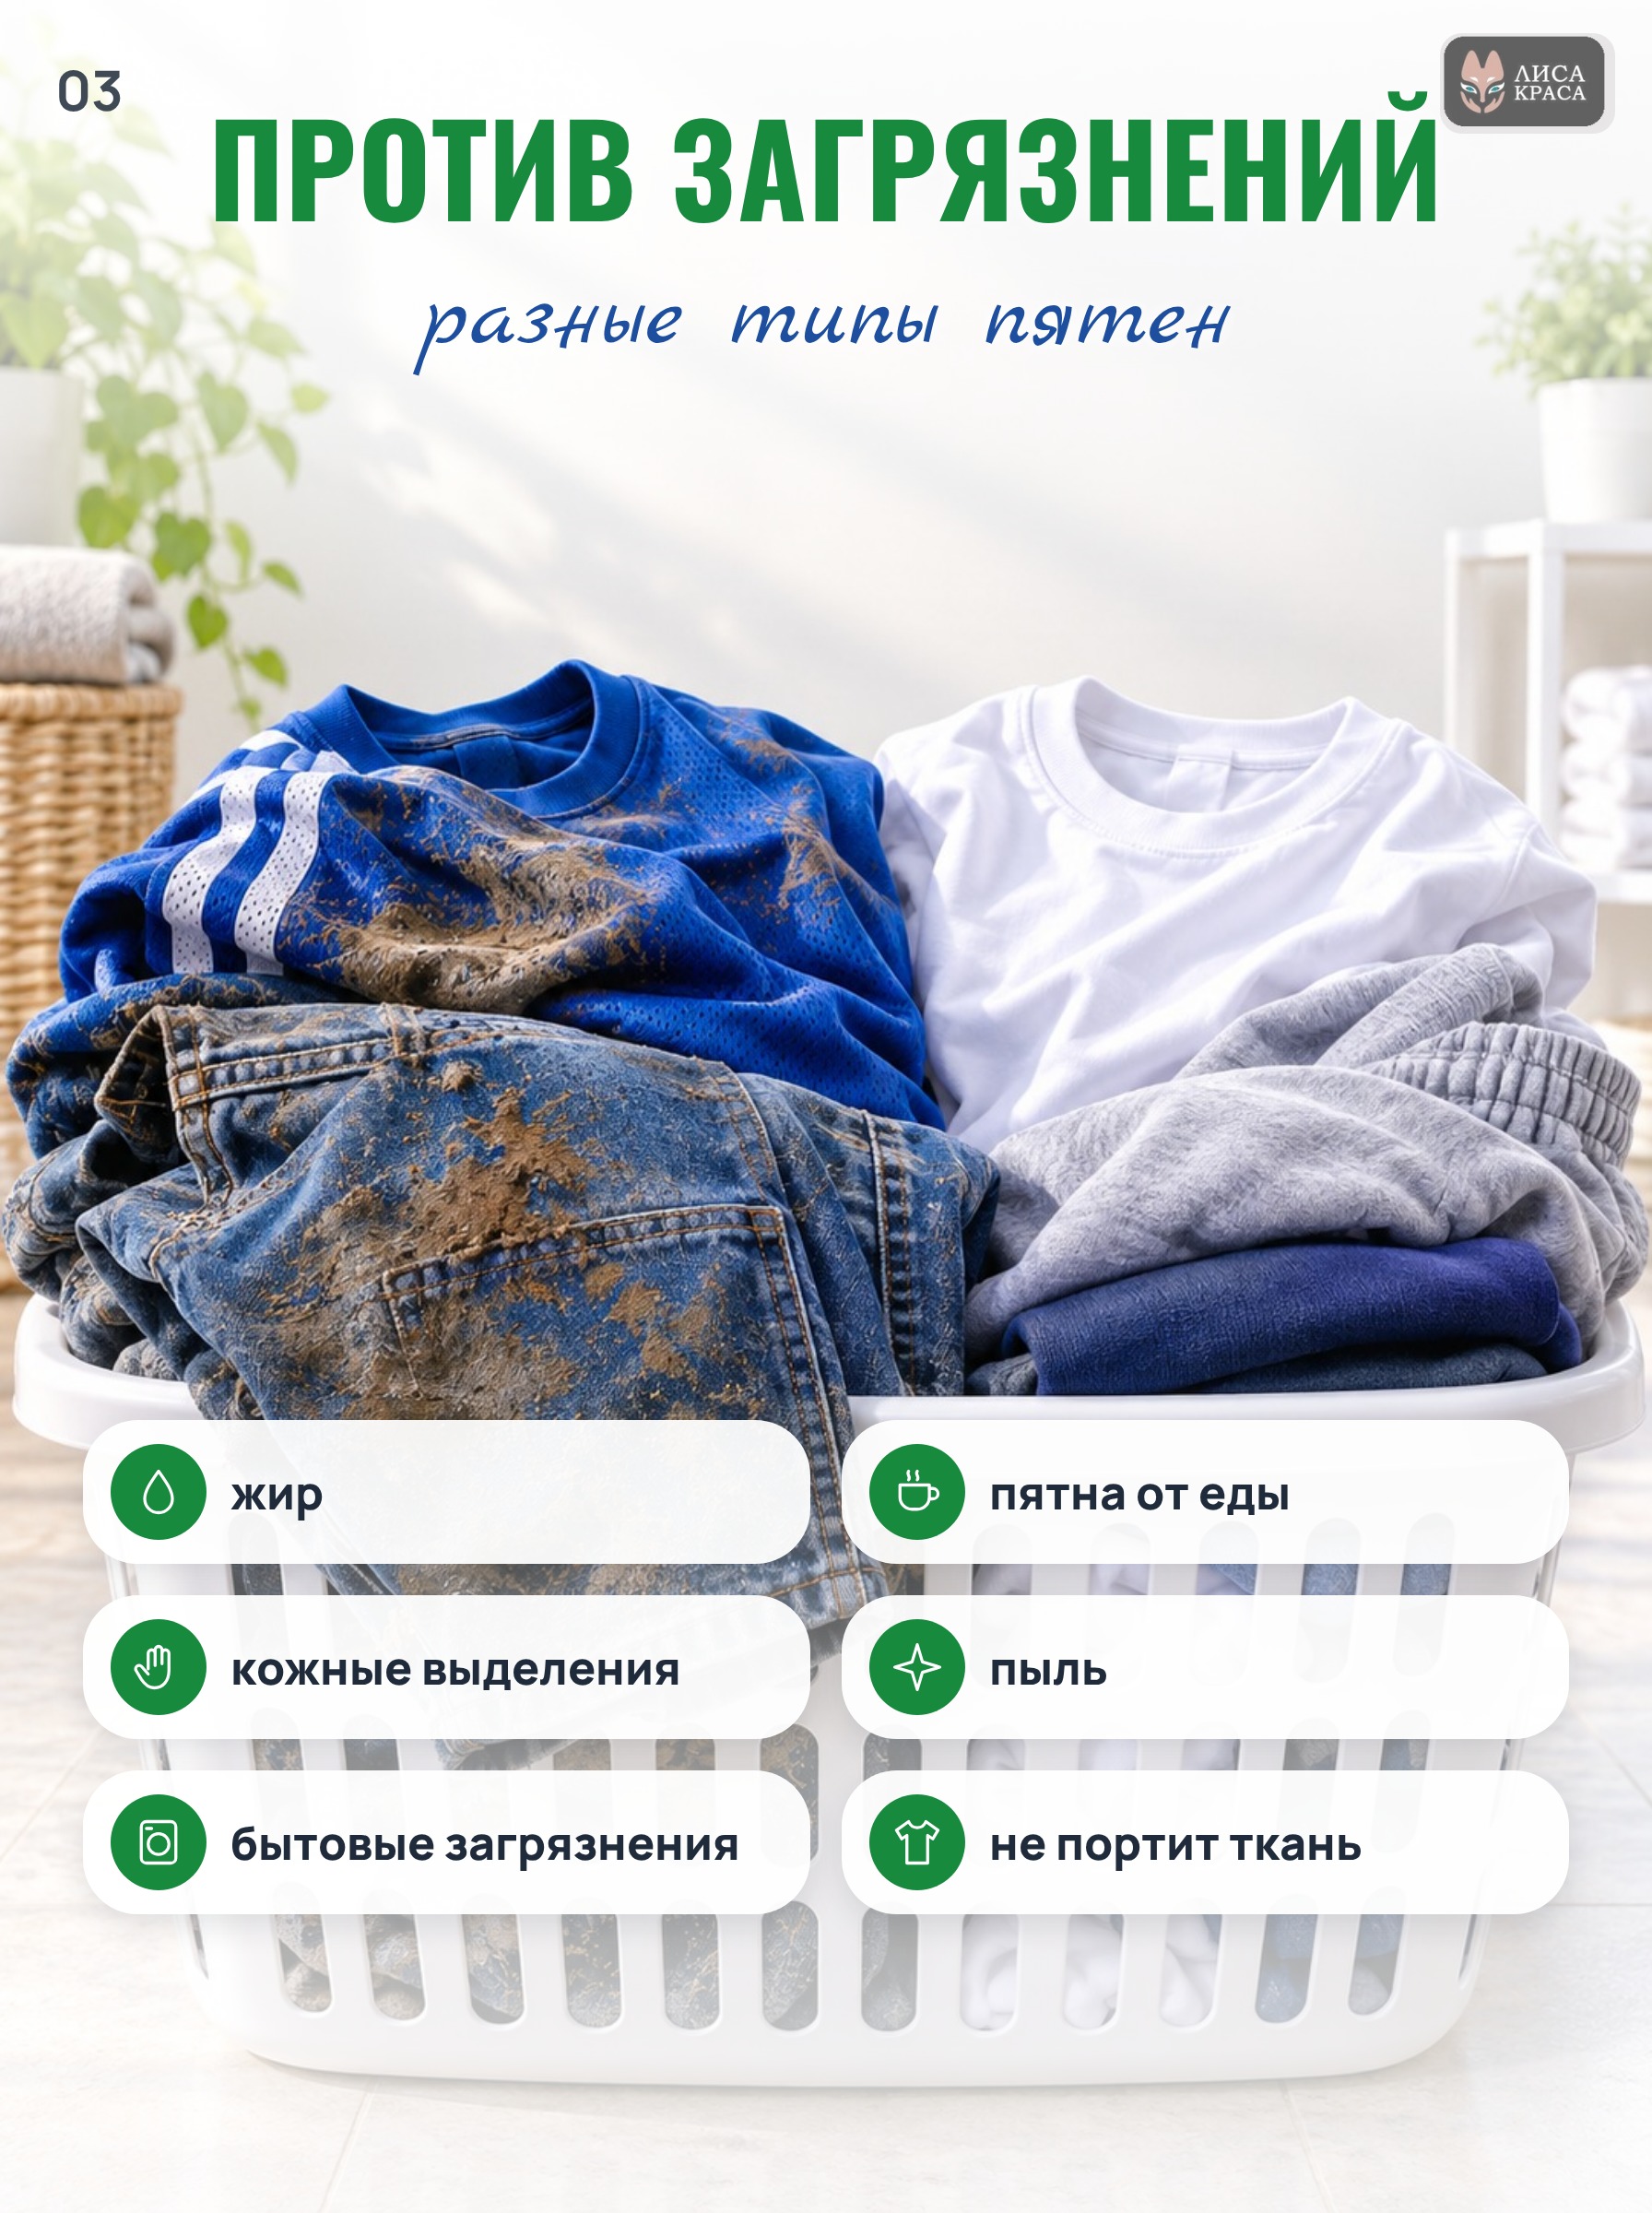 03
ЛИСА
КРАСА
ПРОТИВ ЗАГРЯЗНЕНИЙ
разные типы пятен
жир
пятна от еды
кожные выделения
пыль
бытовые загрязнения
не портит ткань